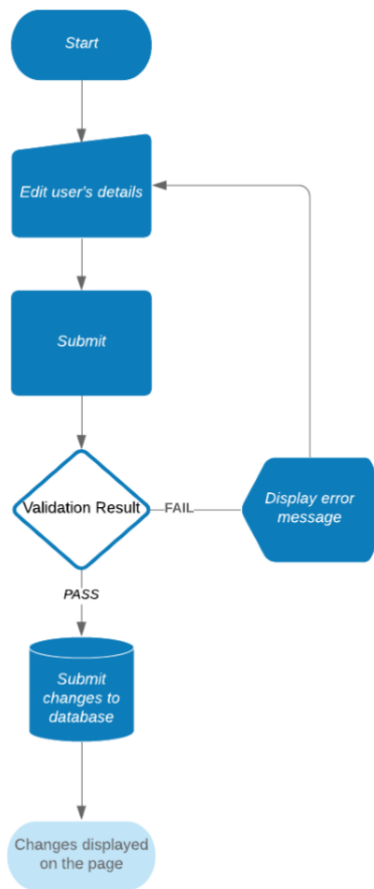 Start
Edit user's details
Submit
Validation Result
FAIL
Display error
message
PASS
Submit
changes to
database
Changes displayed
on the page